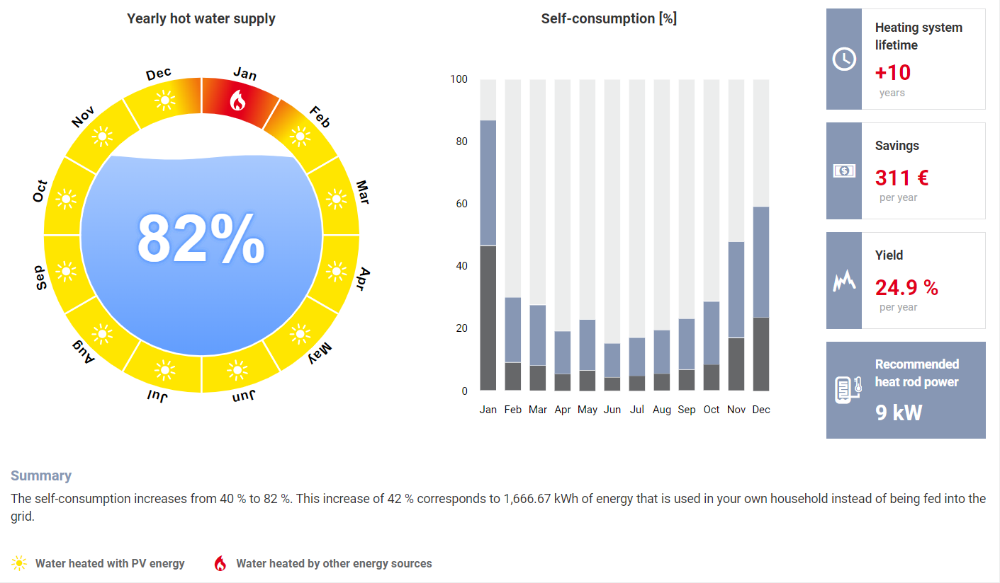 Yearly hot water supply
Dec
Jan
Nov
Feb
Oct
Mar
82%
Sep
Apr
Aug
May
Jul
Jun
Self-consumption [%]
100
80
60
40
20
0
Jan Feb Mar Apr May Jun Jul Aug Sep Oct Nov Dec
Heating system
lifetime
+10
years
Savings
$
311 €
per year
Yield
24.9 %
per year
Recommended
heat rod power
9 kW
Summary
The self-consumption increases from 40 % to 82 %. This increase of 42 % corresponds to 1,666.67 kWh of energy that is used in your own household instead of being fed into the
grid.
Water heated with PV energy
Water heated by other energy sources